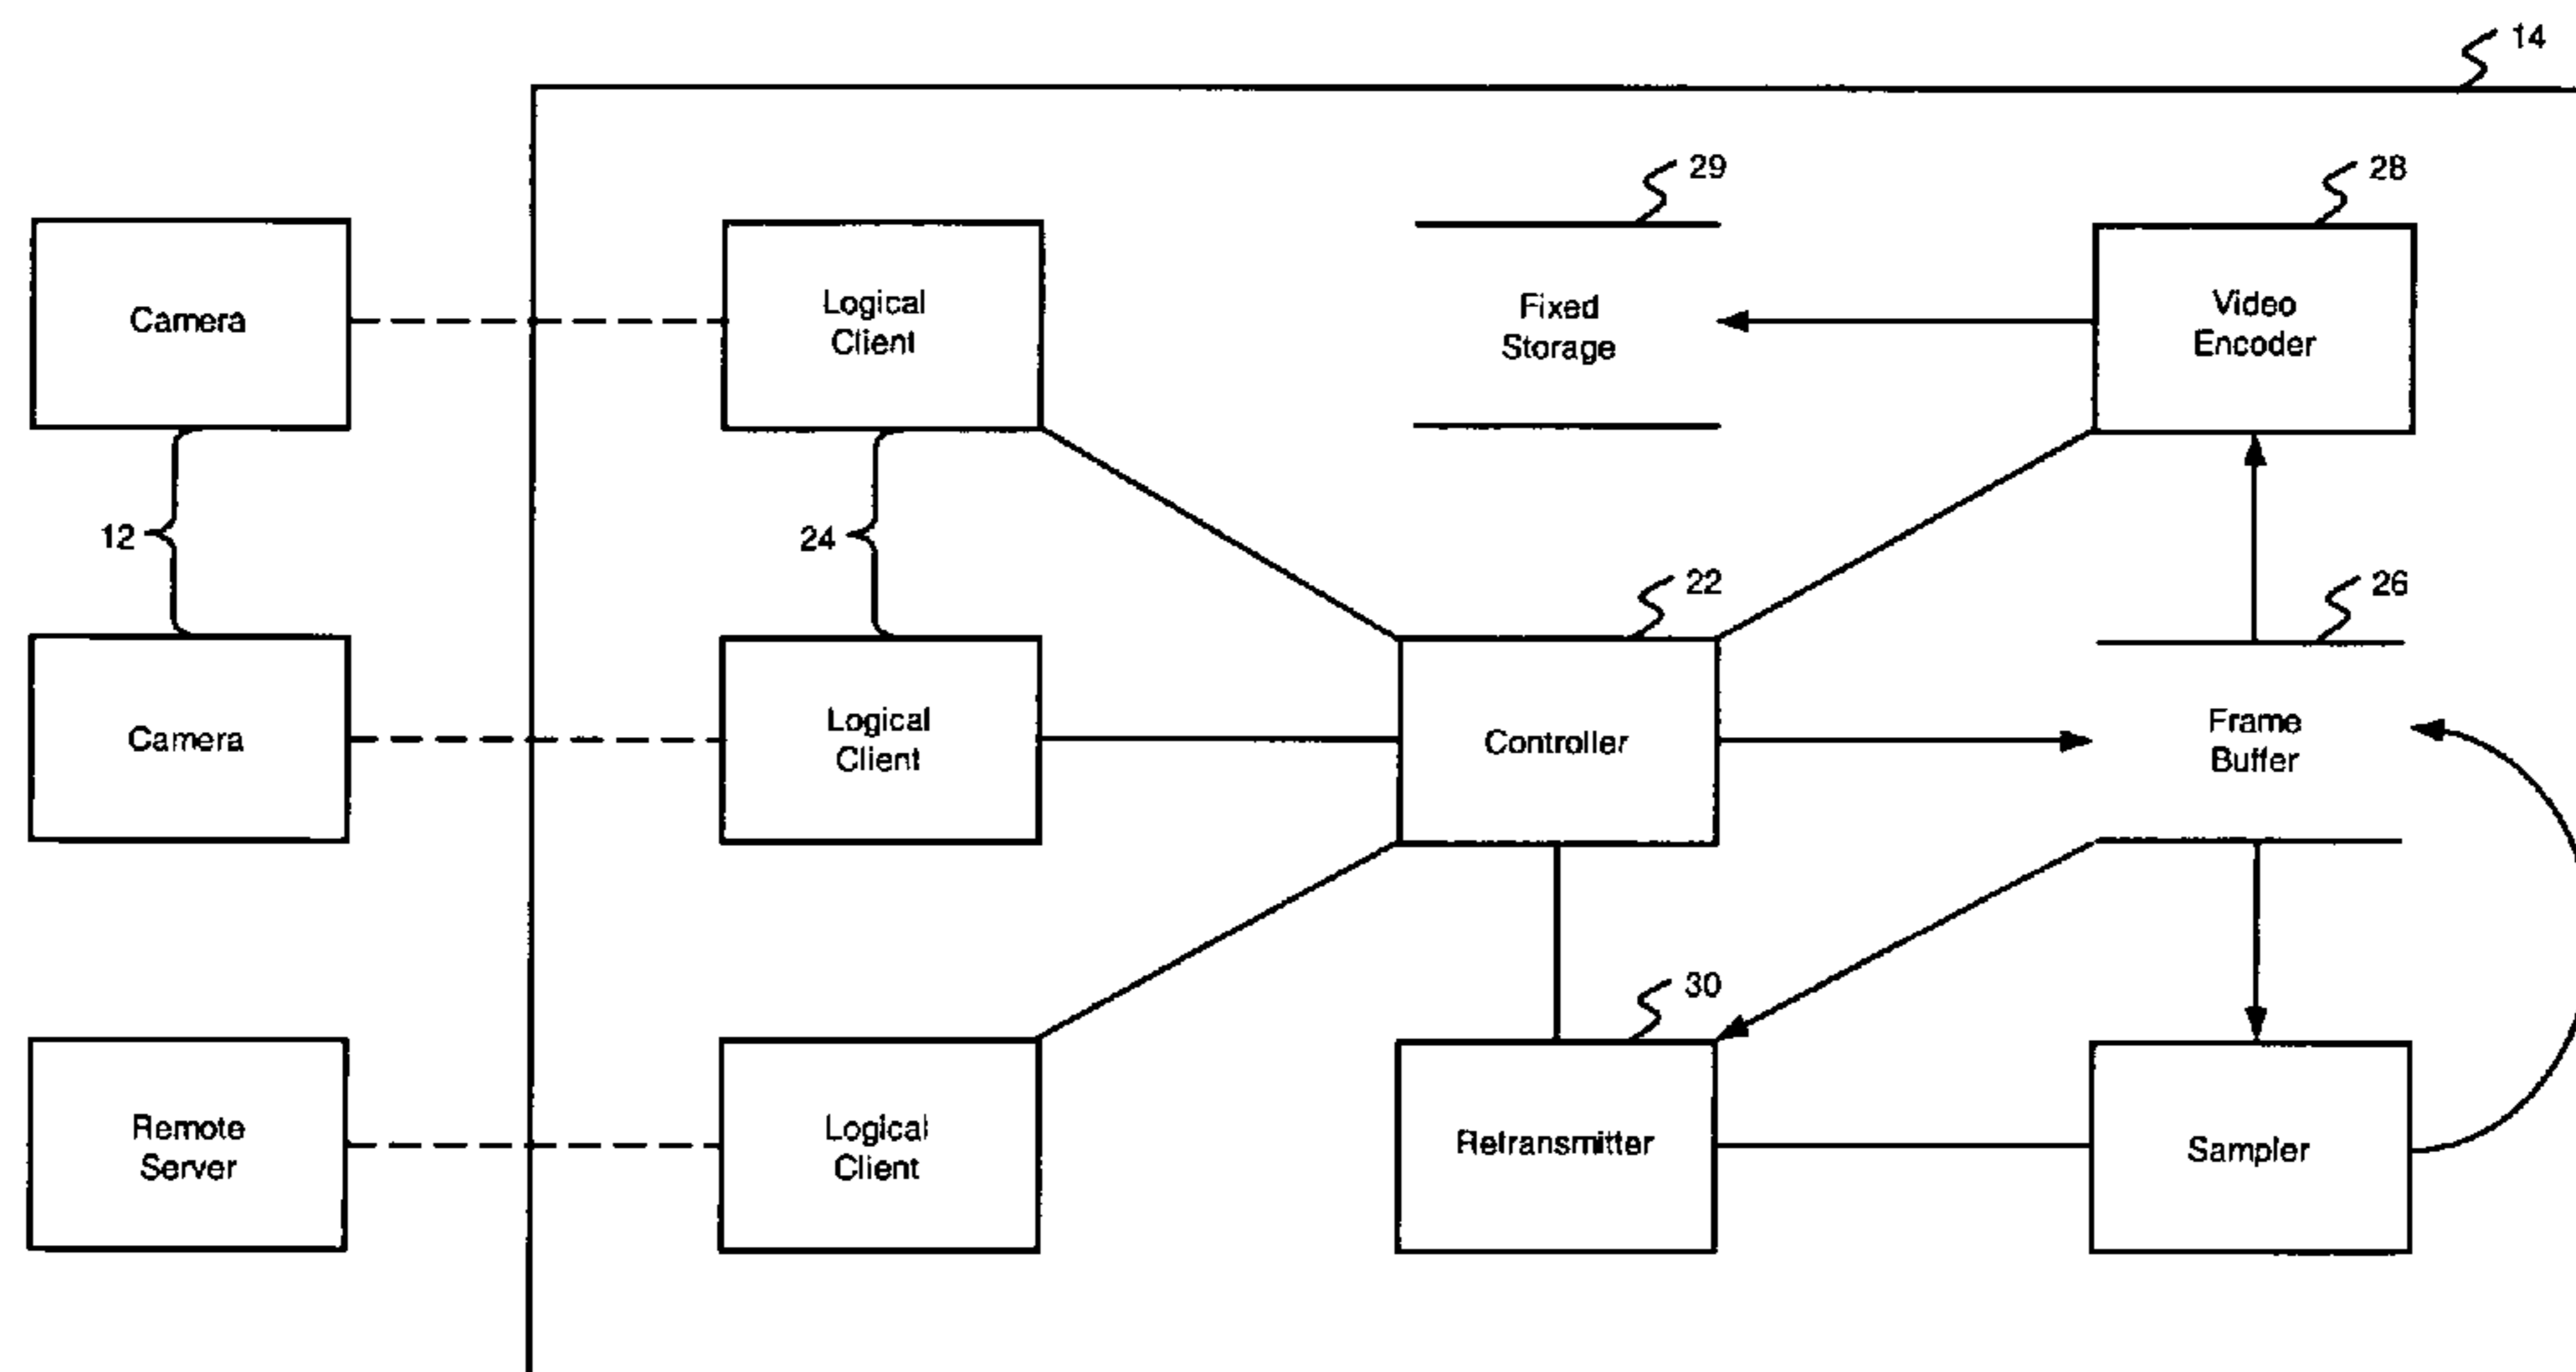 14
29
28
Camera
Logical
Client
Fixed
Storage
Video
Encoder
12
24
22
26
Camera
Logical
Client
Controller
Frame
Buffer
30
Remote
Server
Logical
Client
Retransmitter
Sampler